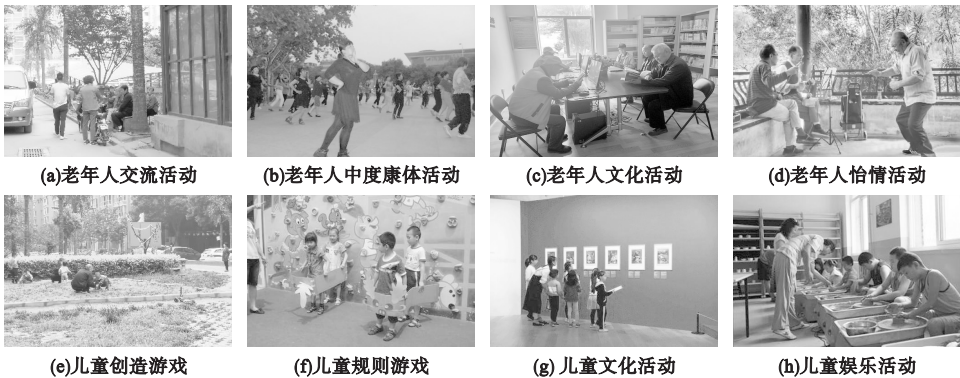 (a)老年人交流活动
(b)老年人中度康体活动
(c)老年人文化活动
(d)老年人怡情活动
(e)儿童创造游戏
(f)儿童规则游戏
(g) 儿童文化活动
(h)儿童娱乐活动